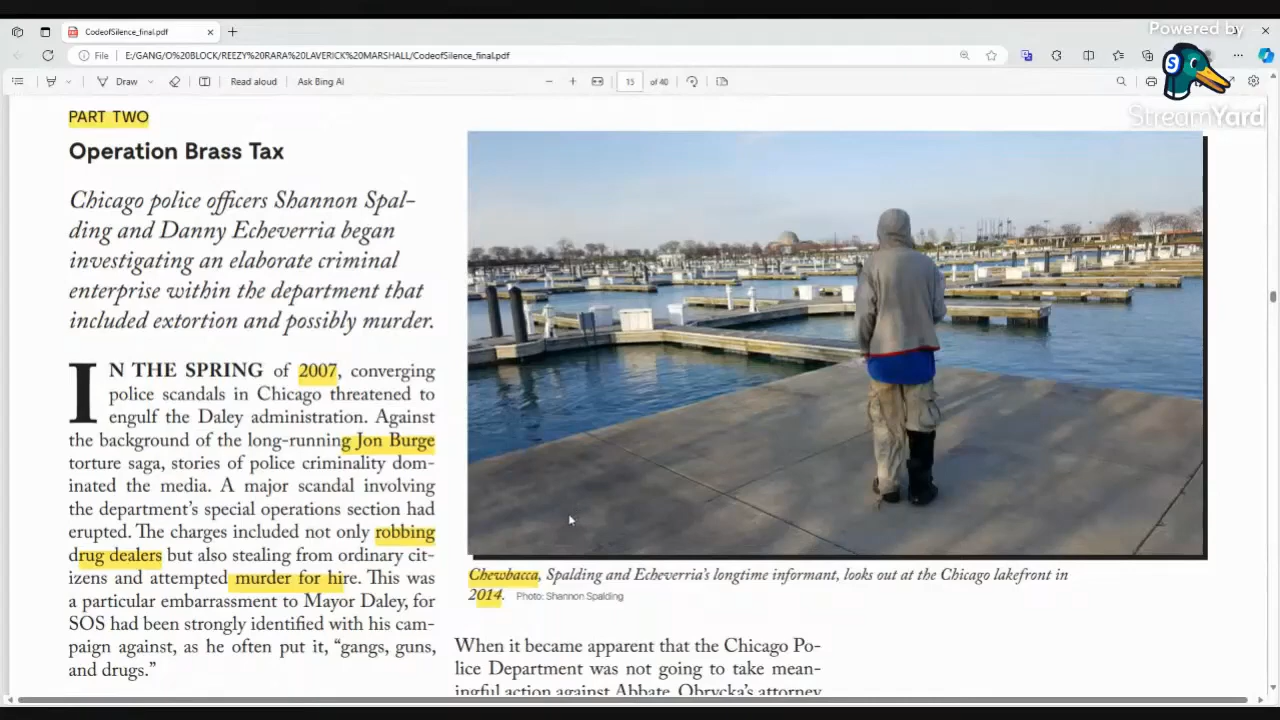 CodeofSilence_final.pdf
Powered by
File
E:/GANG/O%20BLOCK/REEZY%20RARA%20LAVERICK%20MARSHALL/CodeofSilence_final.pdf
Draw
Read aloud
Ask Bing AI
15
of 40
S
StreamYard
PART TWO
Operation Brass Tax
Chicago police officers Shannon Spal-
ding and Danny Echeverria began
investigating an elaborate criminal
enterprise within the department that
included extortion and possibly murder.
IN THE SPRING of 2007, converging
police scandals in Chicago threatened to
engulf the Daley administration. Against
the background of the long-running Jon Burge
torture saga, stories of police criminality dom-
inated the media. A major scandal involving
the department's special operations section had
erupted. The charges included not only robbing
drug dealers but also stealing from ordinary cit-
izens and attempted murder for hire. This was
a particular embarrassment to Mayor Daley, for
SOS had been strongly identified with his cam-
paign against, as he often put it, “gangs, guns,
and drugs.”
Chewbacca, Spalding and Echeverria's longtime informant, looks out at the Chicago lakefront in
2014. Photo: Shannon Spalding
When it became apparent that the Chicago Po-
lice Department was not going to take mean-
ingful action against Abbate, Obrycka's attorney